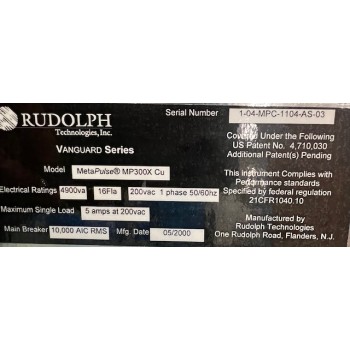 RUDOLPH
Technologies, Inc.
VANGUARD Series
Model MetaPulse® MP300X Cu
Electrical Ratings 4900va 16Fla 200vac 1 phase 50/60hz
Maximum Single Load 5 amps at 200vac
Main Breaker 10,000 AIC RMS Mfg. Date 05/2000
Serial Number 1-04-MPC-1104-AS-03
Covered Under the Following
US Patent No. 4,710,030
Additional Patent(s) Pending
This instrument Complies with
Performance standards
Specified by federal regulation
21CFR1040.10
Manufactured by
Rudolph Technologies
One Rudolph Road, Flanders, N.J.